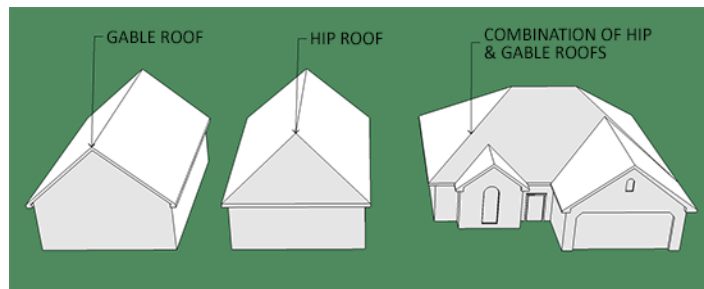 GABLE ROOF
HIP ROOF
COMBINATION OF HIP
& GABLE ROOFS